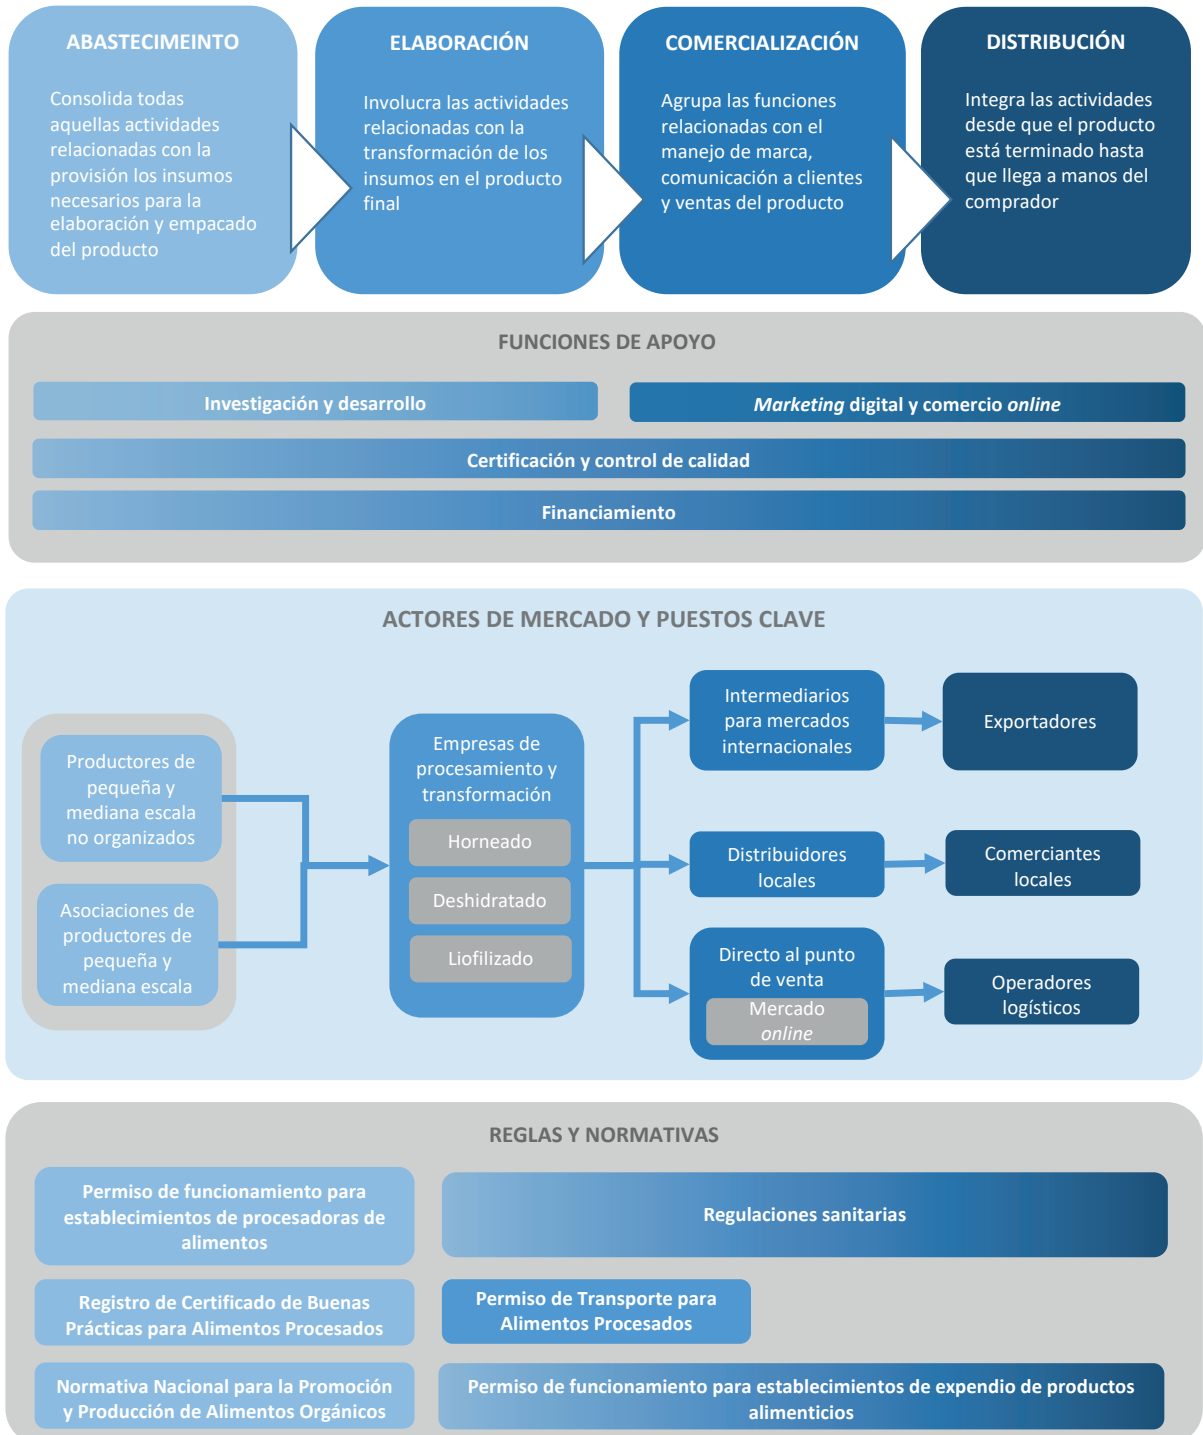 ABASTECIMEINTO
Consolida todas
aquellas actividades
relacionadas con la
provisión los insumos
necesarios para la
elaboración y empacado
del producto
ELABORACIÓN
Involucra las actividades
relacionadas con la
transformación de los
insumos en el producto
final
COMERCIALIZACIÓN
Agrupa las funciones
relacionadas con el
manejo de marca,
comunicación a clientes
y ventas del producto
DISTRIBUCIÓN
Integra las actividades
desde que el producto
está terminado hasta
que llega a manos del
comprador
FUNCIONES DE APOYO
Investigación y desarrollo
Marketing digital y comercio online
Certificación y control de calidad
Financiamiento
ACTORES DE MERCADO Y PUESTOS CLAVE
Productores de
pequeña y
mediana escala
no organizados
Asociaciones de
productores de
pequeña y
mediana escala
Empresas de
procesamiento y
transformación
Horneado
Deshidratado
Liofilizado
Intermediarios
para mercados
internacionales
Exportadores
Distribuidores
locales
Comerciantes
locales
Directo al punto
de venta
Mercado
online
Operadores
logísticos
REGLAS Y NORMATIVAS
Permiso de funcionamiento para
establecimientos de procesadoras de
alimentos
Regulaciones sanitarias
Registro de Certificado de Buenas
Prácticas para Alimentos Procesados
Permiso de Transporte para
Alimentos Procesados
Normativa Nacional para la Promoción
y Producción de Alimentos Orgánicos
Permiso de funcionamiento para establecimientos de expendio de productos
alimenticios